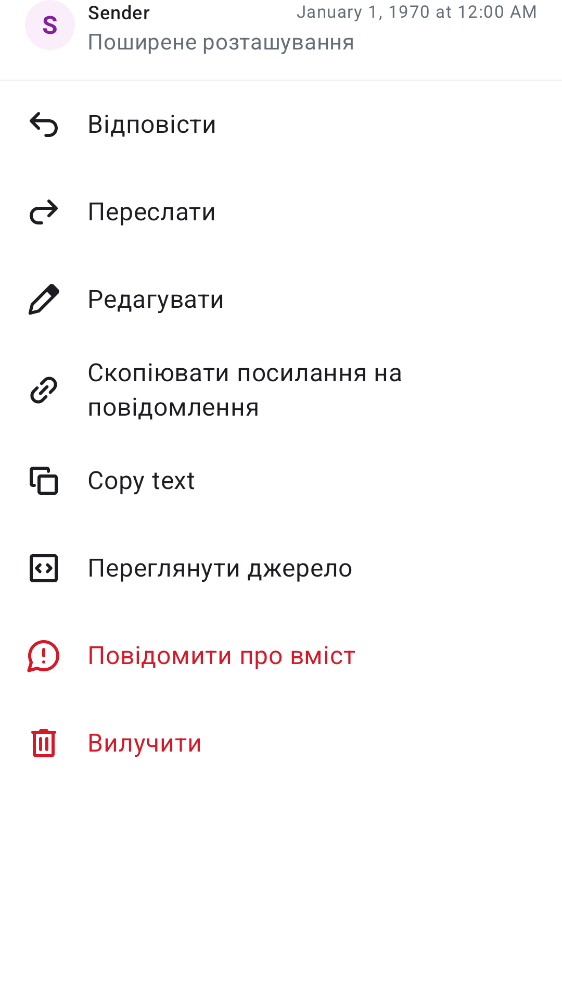 S
Sender
January 1, 1970 at 12:00 AM
Поширене розташування
Відповісти
Переслати
Редагувати
Скопіювати посилання на
повідомлення
Copy text
Переглянути джерело
Повідомити про вміст
Вилучити